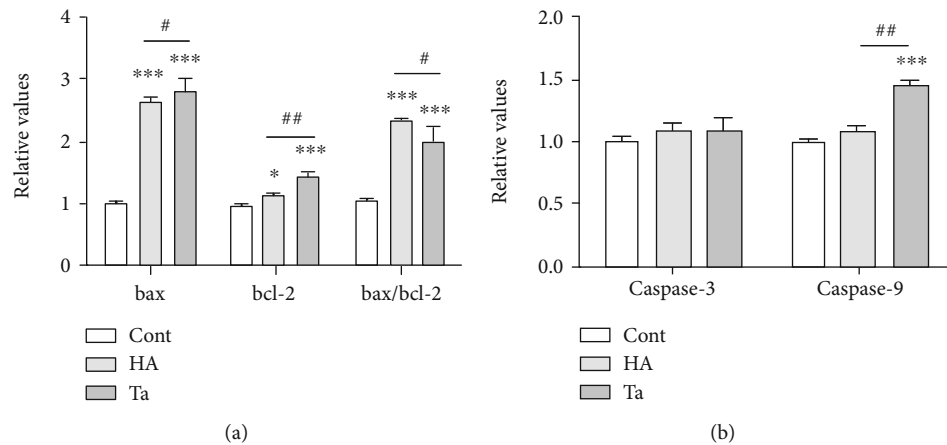 Relative values
4
3
2
1
0
#
***
***
##
*
***
#
***
***
bax
bcl-2
bax/bcl-2
Cont
HA
Ta
(a)
Relative values
2.0
1.5
1.0
0.5
0.0
##
***
Caspase-3
Caspase-9
Cont
HA
Ta
(b)